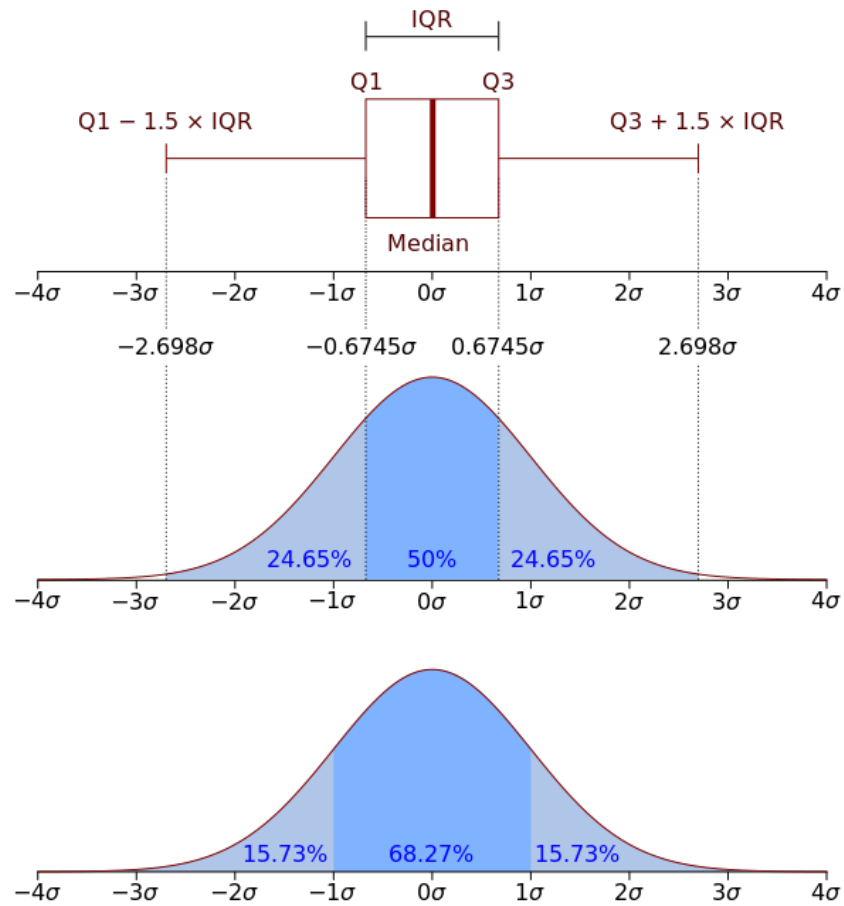 IQR
Q1 Q3
Q1 − 1.5 × IQR Q3 + 1.5 × IQR
Median
−4σ −3σ −2σ −1σ 0σ 1σ 2σ 3σ 4σ
−2.698σ −0.6745σ 0.6745σ 2.698σ
24.65% 50% 24.65%
−4σ −3σ −2σ −1σ 0σ 1σ 2σ 3σ 4σ
15.73% 68.27% 15.73%
−4σ −3σ −2σ −1σ 0σ 1σ 2σ 3σ 4σ